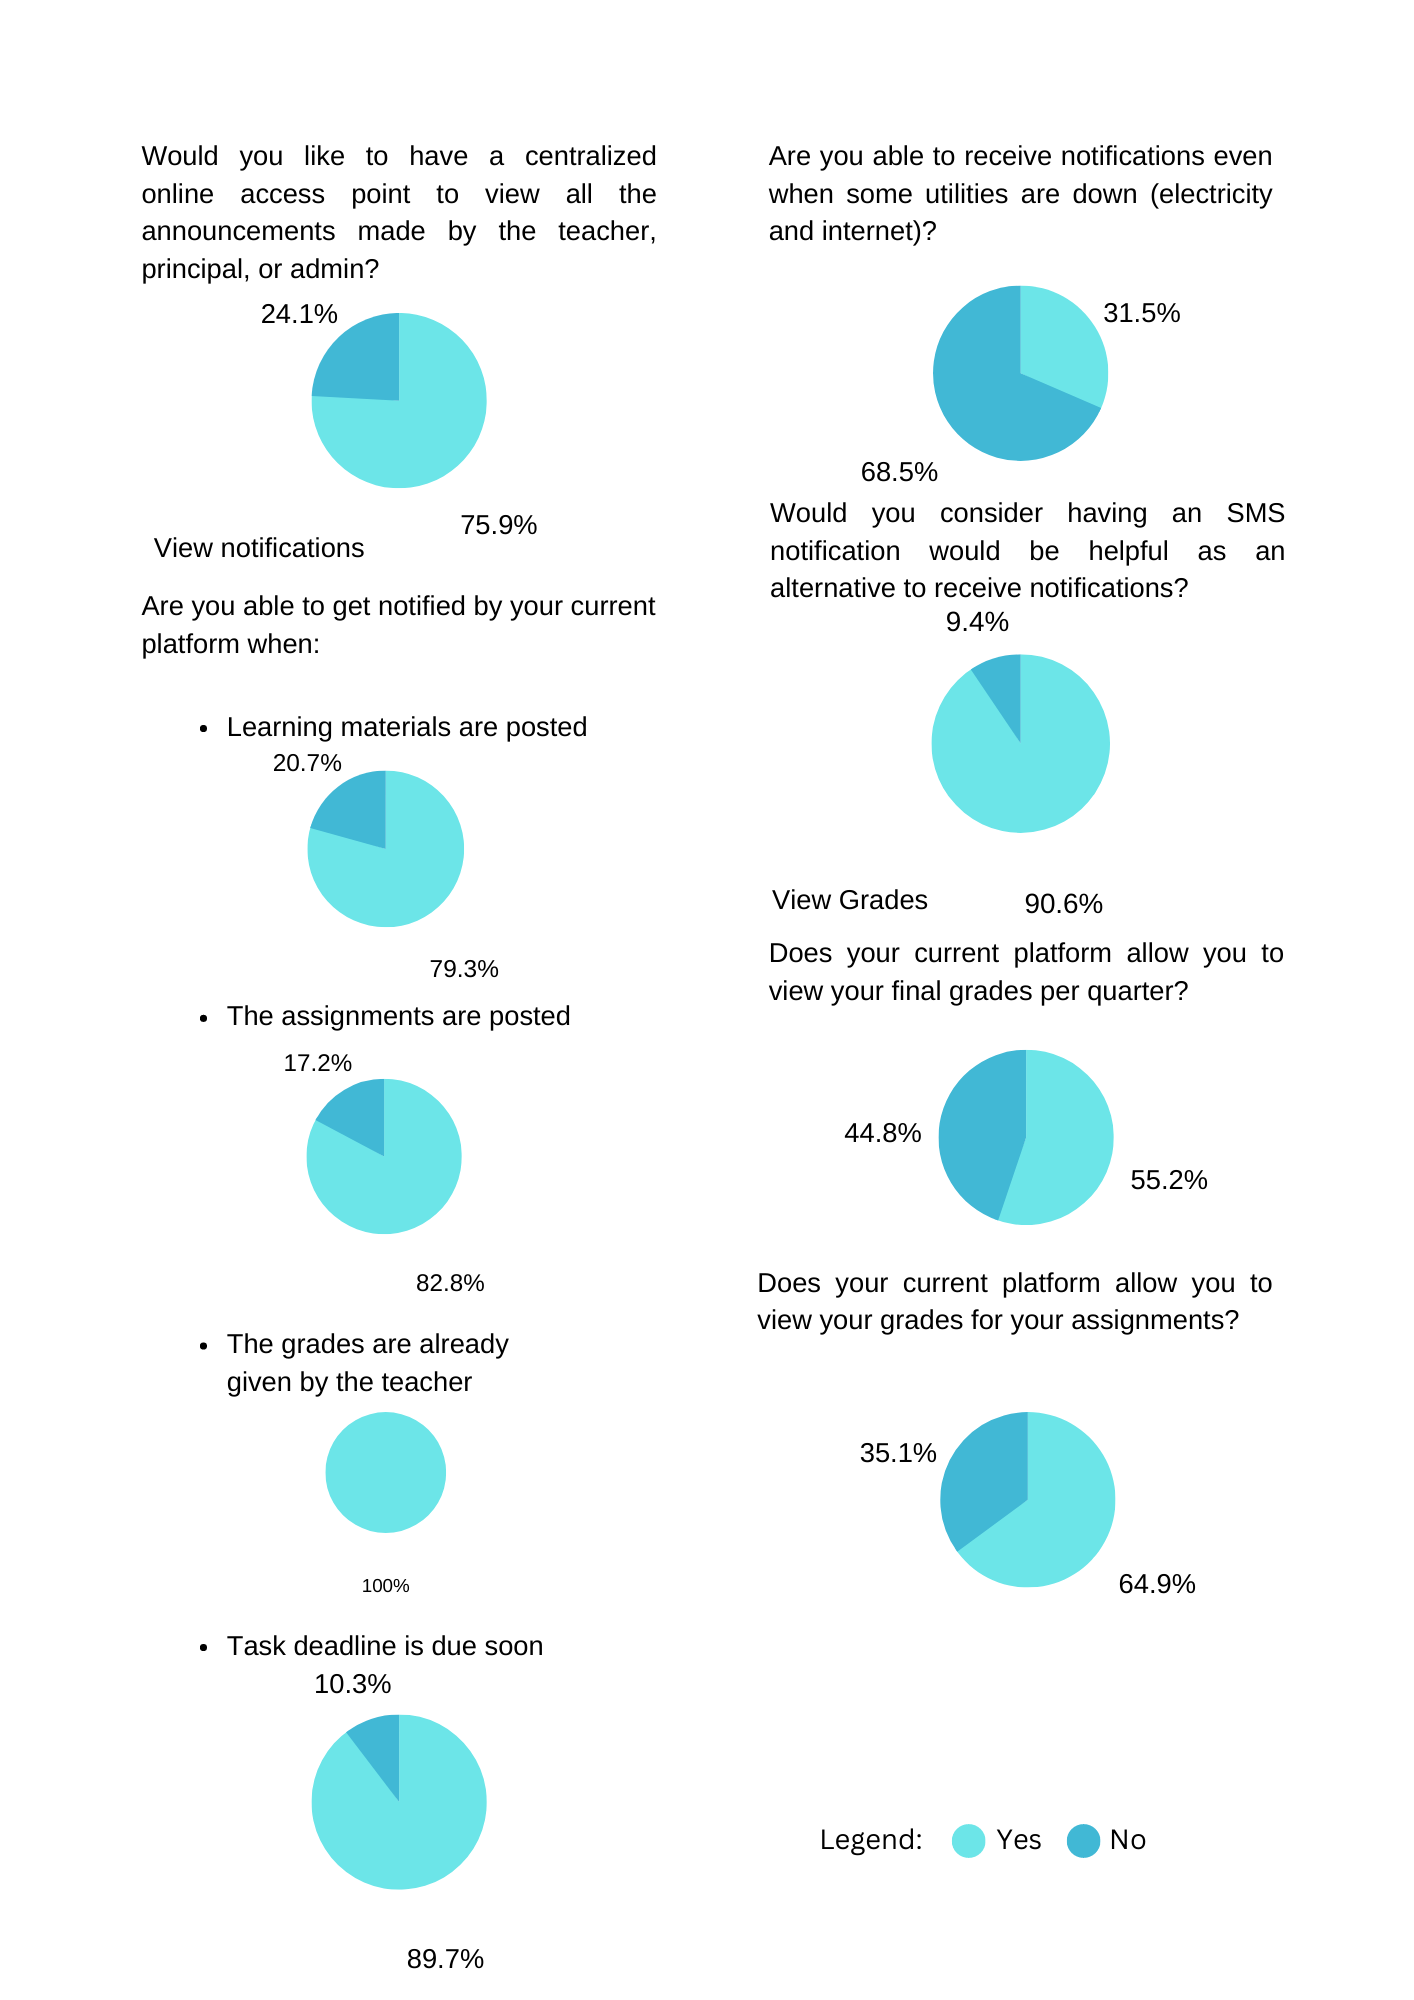 Would you like to have a centralized
online access point to view all the
announcements made by the teacher,
principal, or admin?
24.1%
75.9%
View notifications
Are you able to get notified by your current
platform when:
• Learning materials are posted
20.7%
79.3%
• The assignments are posted
17.2%
82.8%
• The grades are already
given by the teacher
100%
• Task deadline is due soon
10.3%
89.7%
Are you able to receive notifications even
when some utilities are down (electricity
and internet)?
31.5%
68.5%
Would you consider having an SMS
notification would be helpful as an
alternative to receive notifications?
9.4%
90.6%
View Grades
Does your current platform allow you to
view your final grades per quarter?
44.8%
55.2%
Does your current platform allow you to
view your grades for your assignments?
35.1%
64.9%
Legend: Yes No